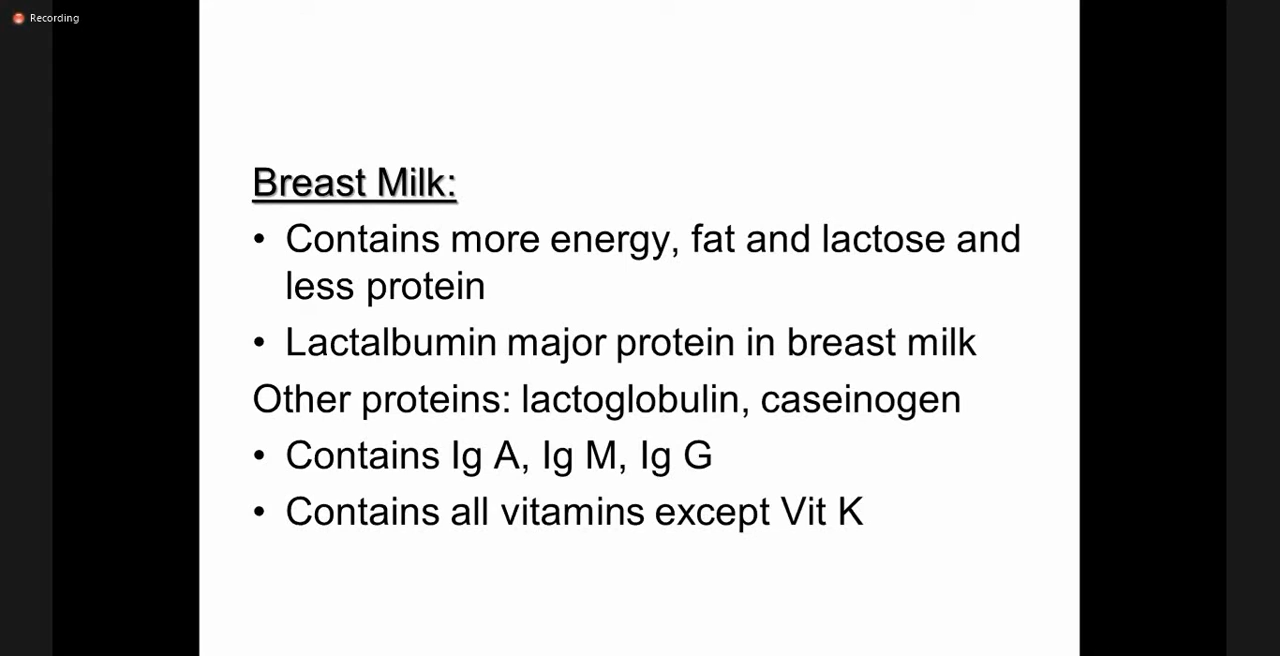 Recording
Breast Milk:
• Contains more energy, fat and lactose and
less protein
• Lactalbumin major protein in breast milk
Other proteins: lactoglobulin, caseinogen
• Contains Ig A, Ig M, Ig G
• Contains all vitamins except Vit K